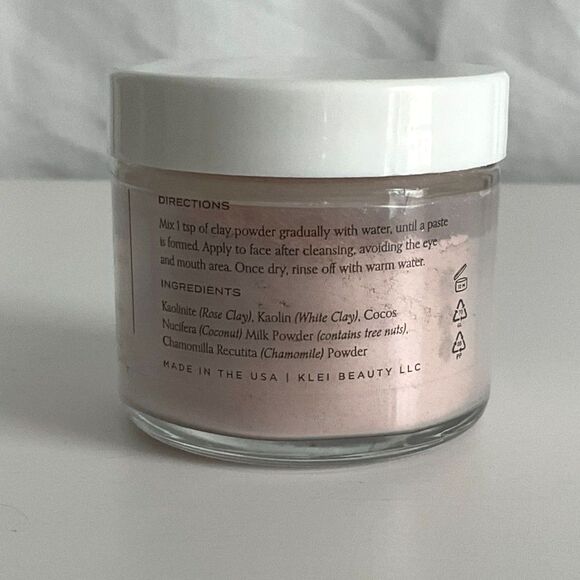 DIRECTIONS
Mix 1 tsp of clay powder gradually with water, until a paste
is formed. Apply to face after cleansing, avoiding the eye
and mouth area. Once dry, rinse off with warm water.
INGREDIENTS
Kaolinite (Rose Clay), Kaolin (White Clay), Cocos
Nucifera (Coconut) Milk Powder (contains tree nuts),
Chamomilla Recutita (Chamomile) Powder
MADE IN THE USA | KLEI BEAUTY LLC
PP